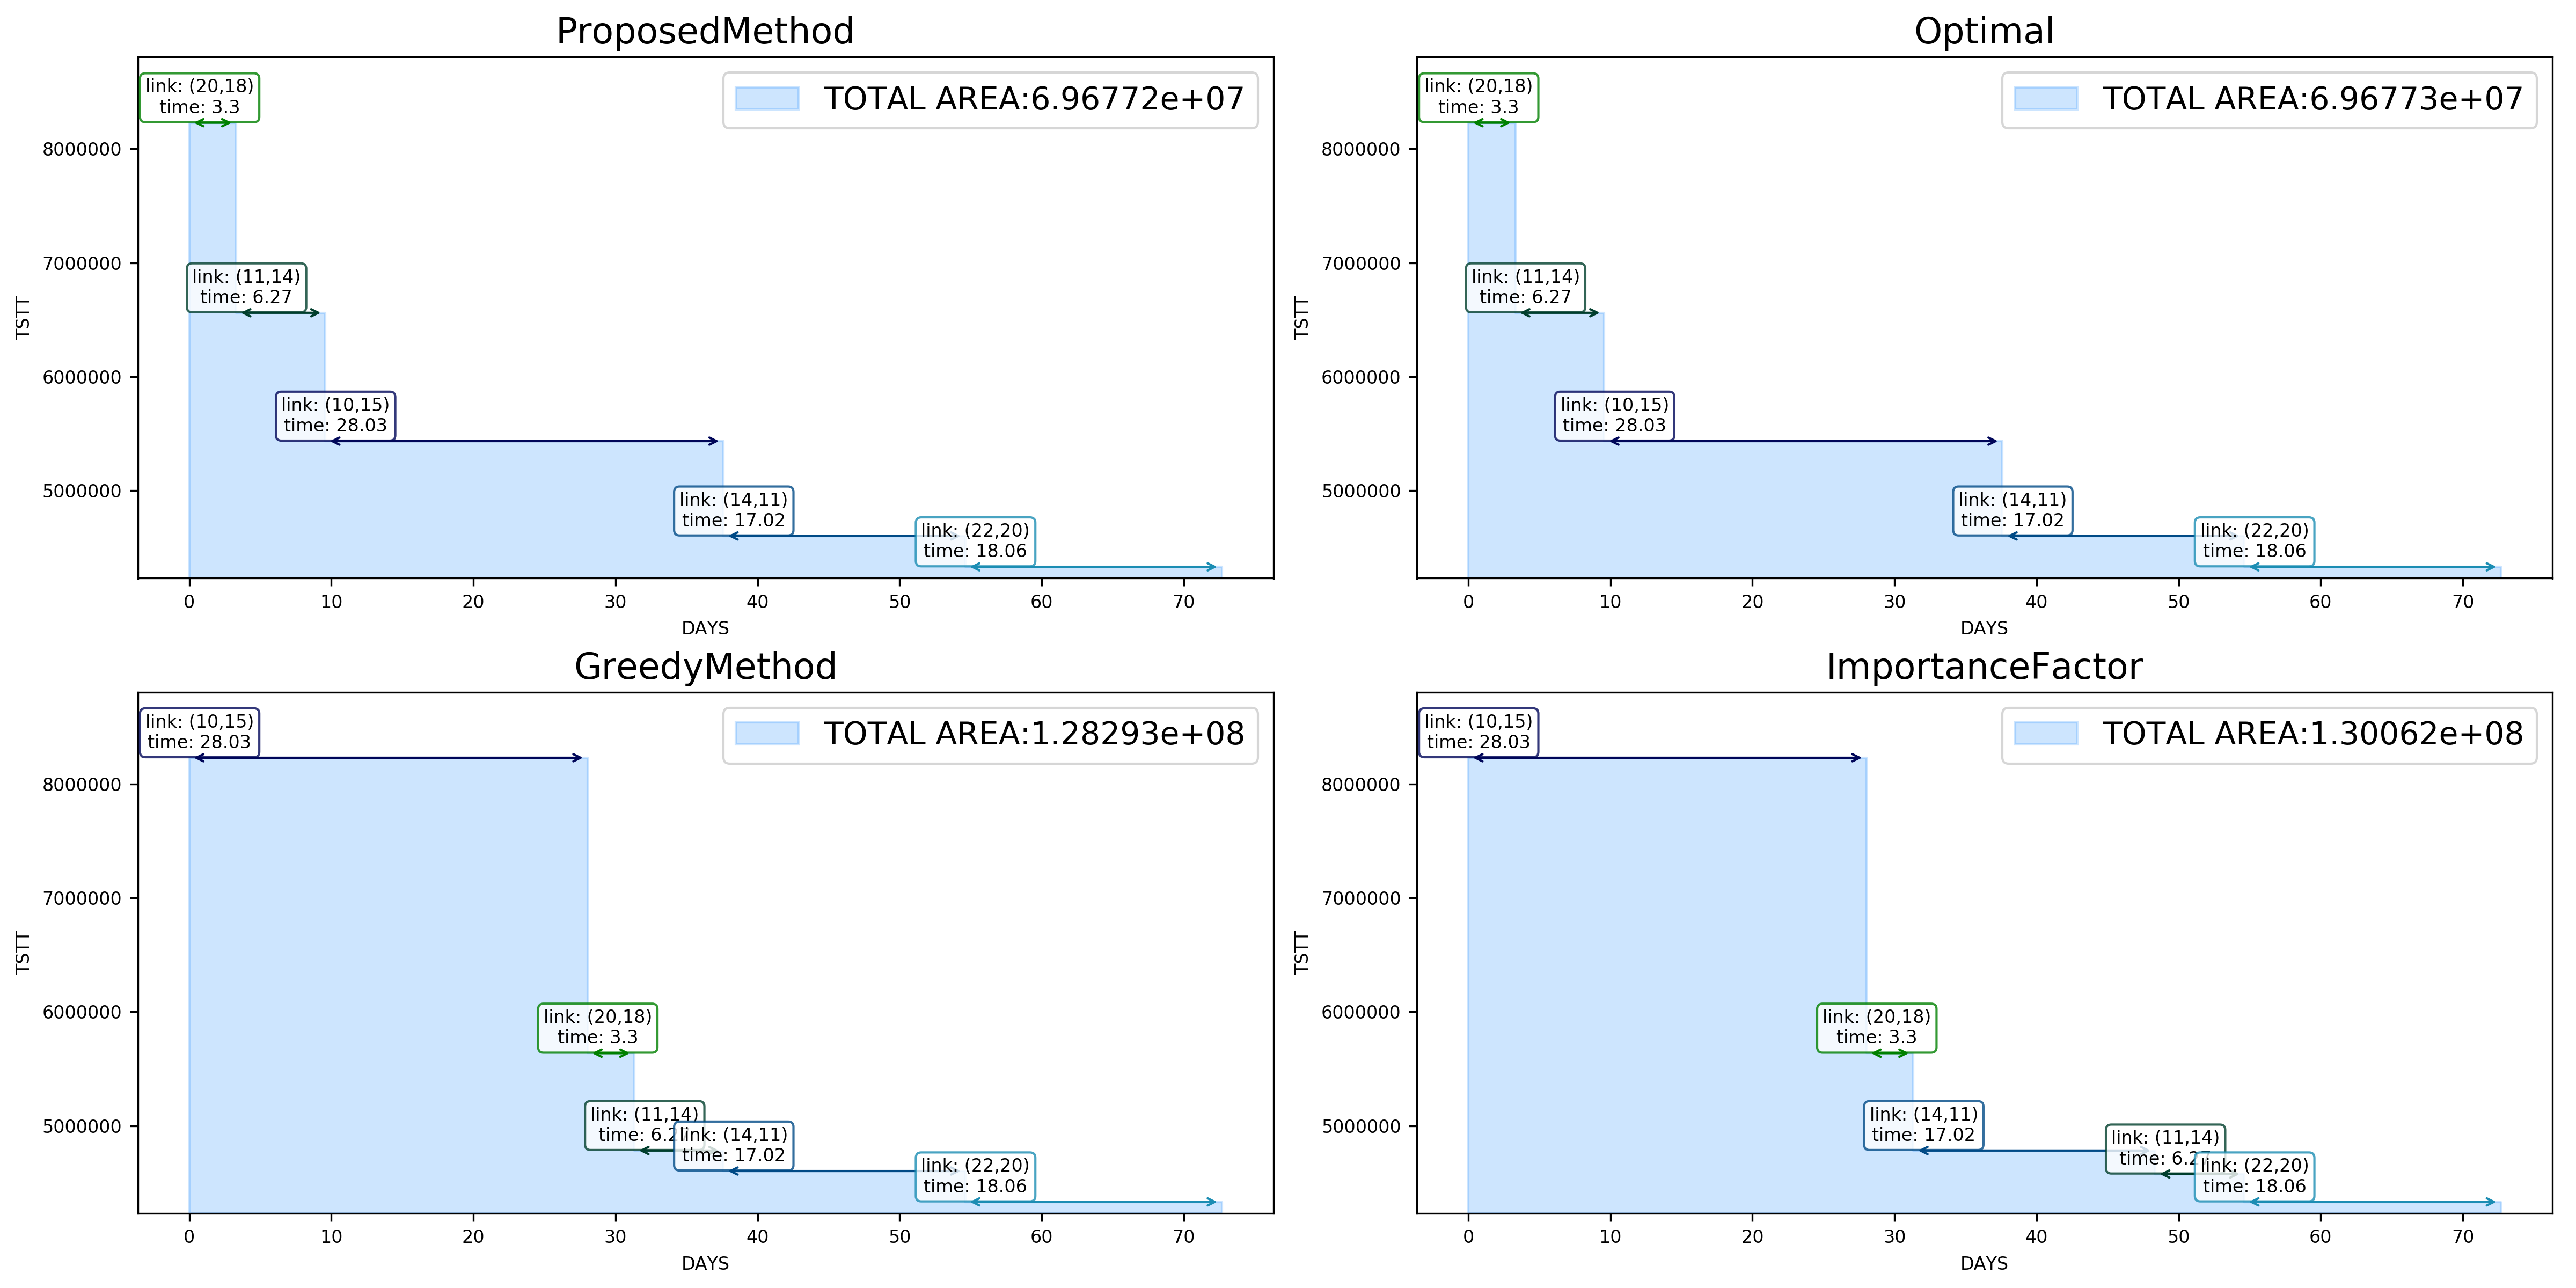 ProposedMethod
TOTAL AREA:6.96772e+07
link: (20,18)
time: 3.3
link: (11,14)
time: 6.27
link: (10,15)
time: 28.03
link: (14,11)
time: 17.02
link: (22,20)
time: 18.06
8000000
7000000
6000000
5000000
TSTT
0 10 20 30 40 50 60 70
DAYS
Optimal
TOTAL AREA:6.96773e+07
link: (20,18)
time: 3.3
link: (11,14)
time: 6.27
link: (10,15)
time: 28.03
link: (14,11)
time: 17.02
link: (22,20)
time: 18.06
8000000
7000000
6000000
5000000
TSTT
0 10 20 30 40 50 60 70
DAYS
GreedyMethod
TOTAL AREA:1.28293e+08
link: (10,15)
time: 28.03
link: (20,18)
time: 3.3
link: (11,14)
time:
link: (14,11)
time: 17.02
link: (22,20)
time: 18.06
8000000
7000000
6000000
5000000
TSTT
0 10 20 30 40 50 60 70
DAYS
ImportanceFactor
TOTAL AREA:1.30062e+08
link: (10,15)
time: 28.03
link: (20,18)
time: 3.3
link: (14,11)
time: 17.02
link: (11,14)
time: 6.27
link: (22,20)
time: 18.06
8000000
7000000
6000000
5000000
TSTT
0 10 20 30 40 50 60 70
DAYS